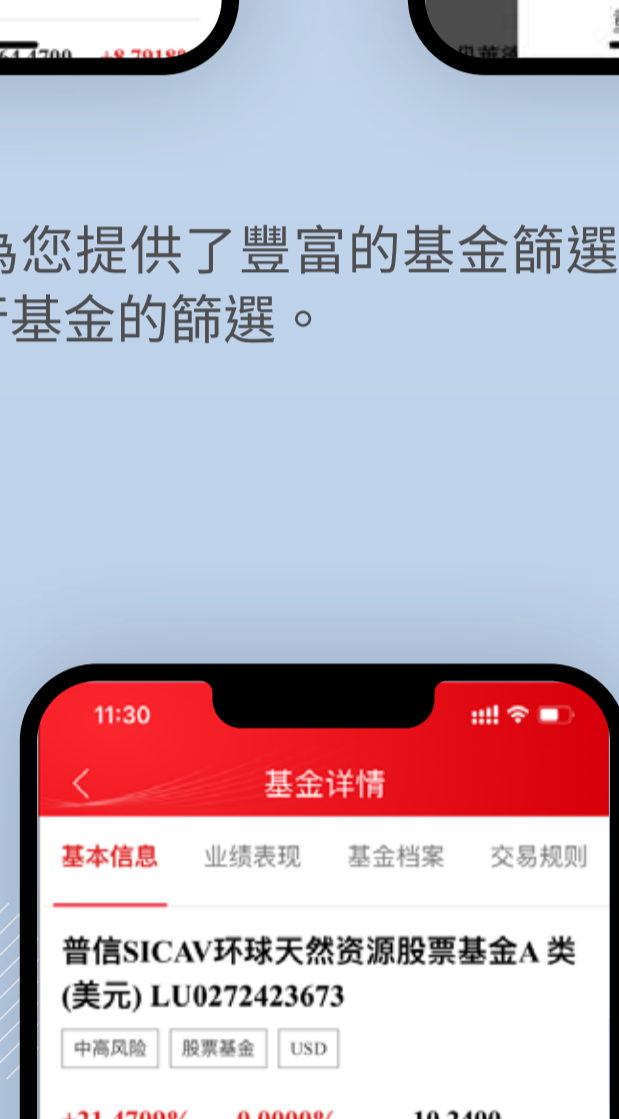 為您提供了豐富的基金篩選
行基金的篩選。
11:30
基金详情
基本信息 业绩表现 基金档案 交易规则
普信SICAV环球天然资源股票基金A 类
(美元) LU0272423673
中高风险 股票基金 USD